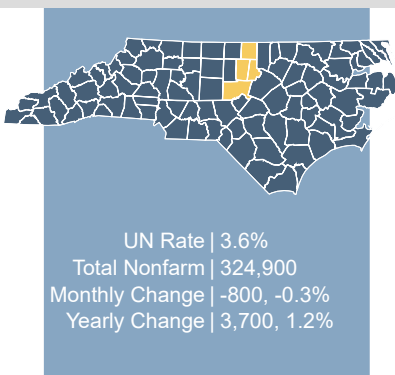 UN Rate | 3.6%
Total Nonfarm | 324,900
Monthly Change | -800, -0.3%
Yearly Change | 3,700, 1.2%